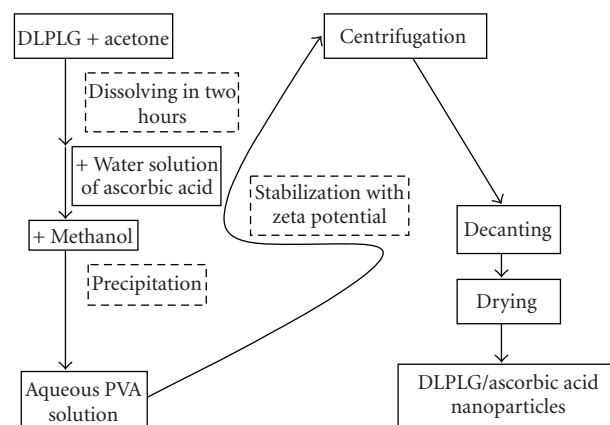 DLPLG + acetone
Dissolving in two
hours
+ Water solution
of ascorbic acid
+ Methanol
Precipitation
Aqueous PVA
solution
Stabilization with
zeta potential
Centrifugation
Decanting
Drying
DLPLG/ascorbic acid
nanoparticles